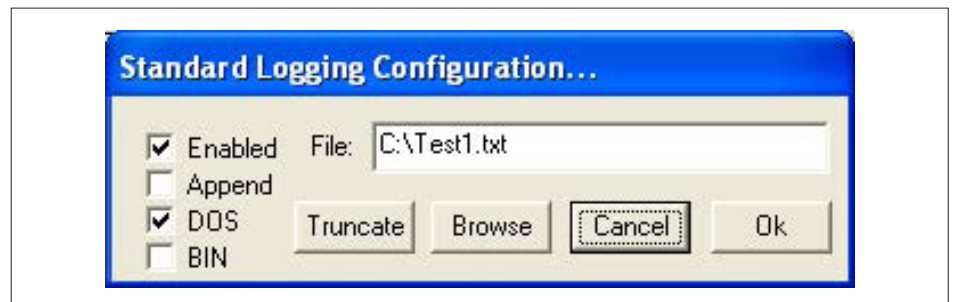 Standard Logging Configuration...
Enabled
File: C:\Test1.txt
Append
DOS
Truncate Browse Cancel Ok
BIN